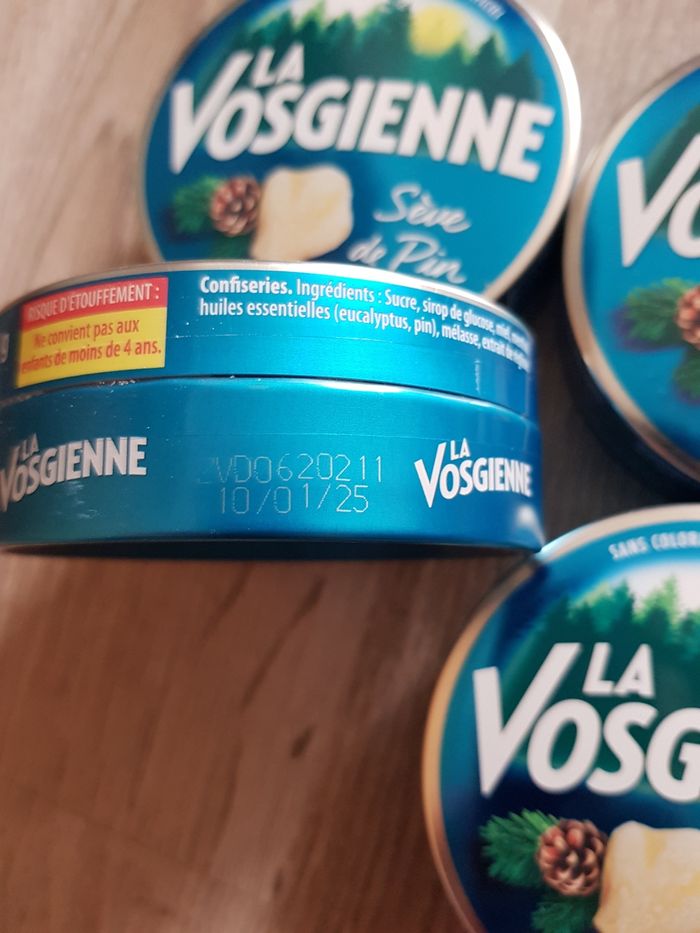 LA
VOSGIENNE
Sève
de Pin
RISQUE D'ÉTOUFFEMENT :
Ne convient pas aux
enfants de moins de 4 ans.
Confiseries. Ingrédients : Sucre, sirop de glucose, miel,
huiles essentielles (eucalyptus, pin), mélasse, extrait de
LA
VOSGIENNE
VD0620211
10/01/25
LA
VOSGIENNE
SANS
LA
VOSG